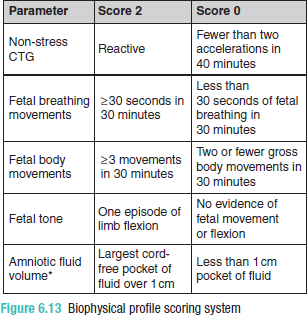 Parameter Score 2 Score 0
Non-stress
CTG
Reactive
Fewer than two
accelerations in
40 minutes
Fetal breathing
movements
≥30 seconds in
30 minutes
Less than
30 seconds of fetal
breathing in
30 minutes
Fetal body
movements
≥3 movements
in 30 minutes
Two or fewer gross
body movements in
30 minutes
Fetal tone
One episode of
limb flexion
No evidence of
fetal movement
or flexion
Amniotic fluid
volume*
Largest cord-
free pocket of
fluid over 1 cm
Less than 1 cm
pocket of fluid
Figure 6.13 Biophysical profile scoring system